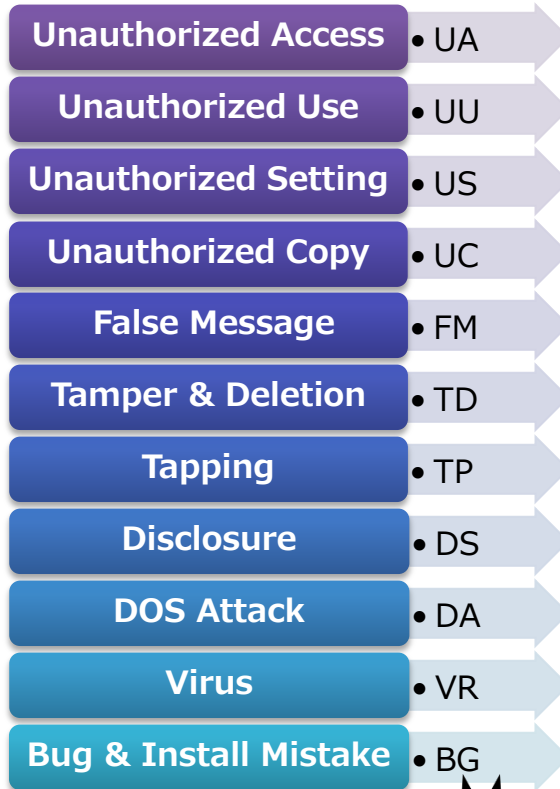 Unauthorized Access • UA
Unauthorized Use • UU
Unauthorized Setting • US
Unauthorized Copy • UC
False Message • FM
Tamper & Deletion • TD
Tapping • TP
Disclosure • DS
DOS Attack • DA
Virus • VR
Bug & Install Mistake • BG